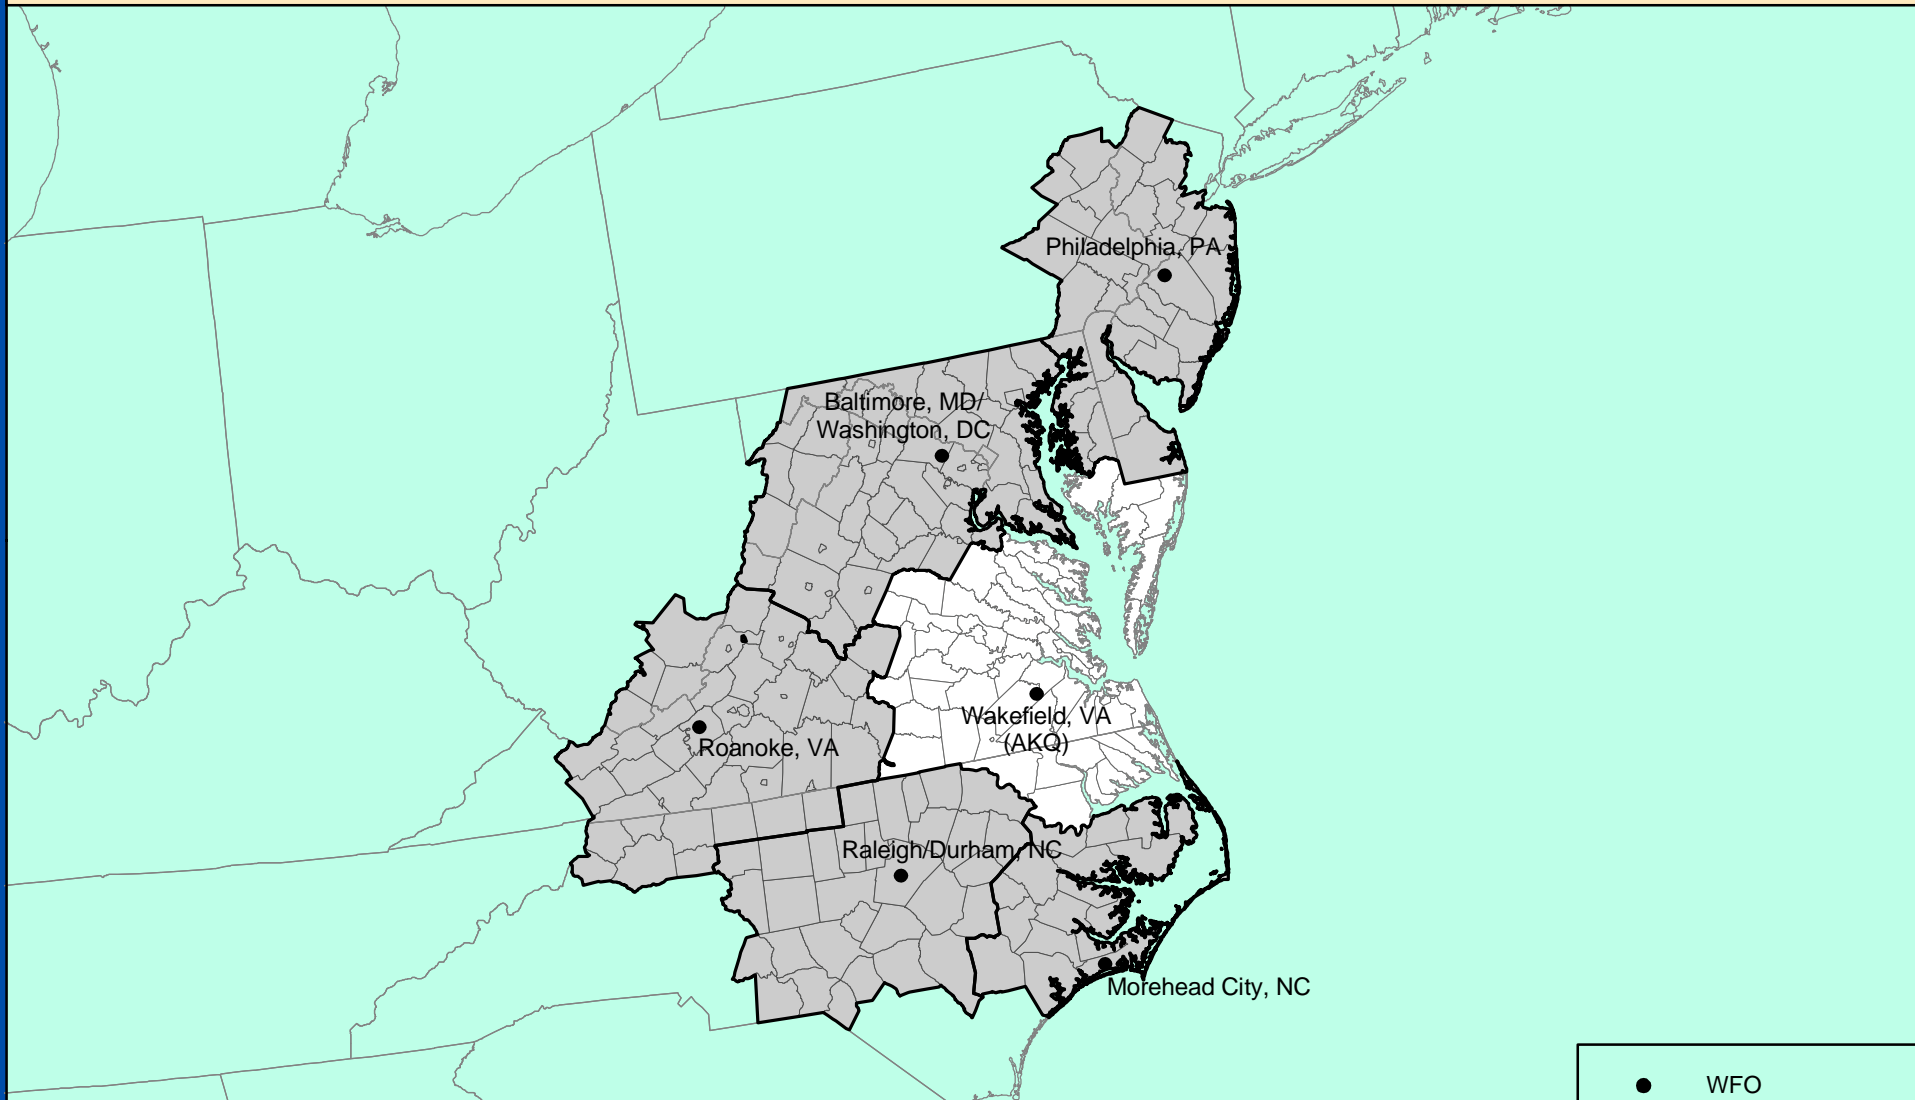 Philadelphia, PA
Baltimore, MD/
Washington, DC
Wakefield, VA
(AKQ)
Roanoke, VA
Raleigh/Durham, NC
Morehead City, NC
WFO